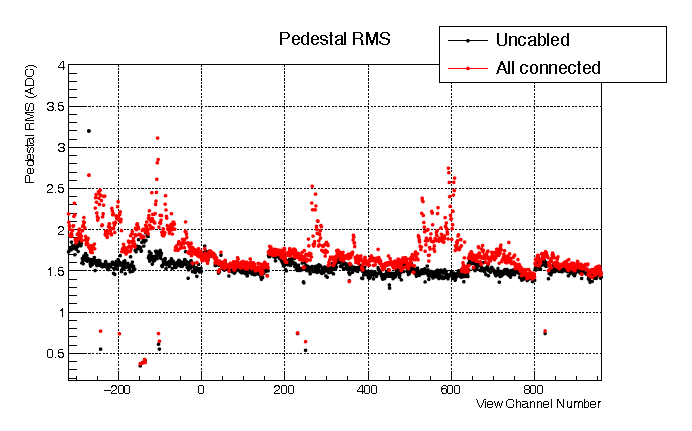 Pedestal RMS
Uncabled
All connected
Pedestal RMS (ADC)
4
3.5
3
2.5
2
1.5
1
0.5
−200 0 200 400 600 800
View Channel Number